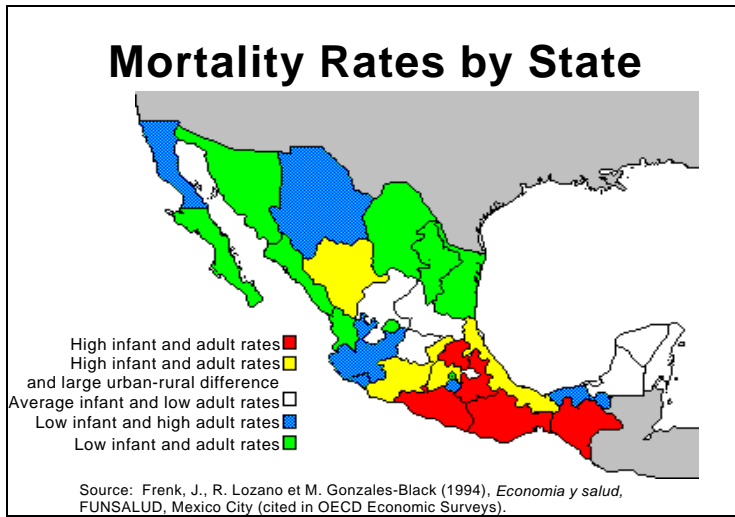 Mortality Rates by State
High infant and adult rates
High infant and adult rates
and large urban-rural difference
Average infant and low adult rates
Low infant and high adult rates
Low infant and adult rates
Source:  Frenk, J., R. Lozano et M. Gonzales-Black (1994), Economia y salud,
FUNSALUD, Mexico City (cited in OECD Economic Surveys).